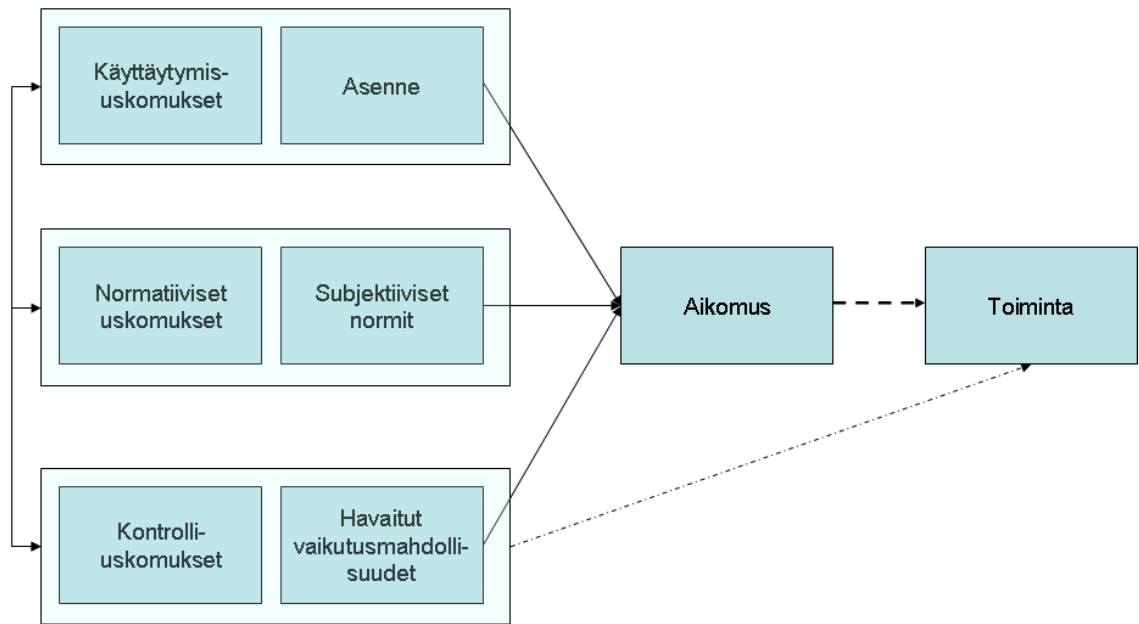 Käyttäytymis-
uskomukset
Asenne
Normatiiviset
uskomukset
Subjektiiviset
normit
Aikomus
Toiminta
Kontrolli-
uskomukset
Havaitut
vaikutusmahdolli-
suudet